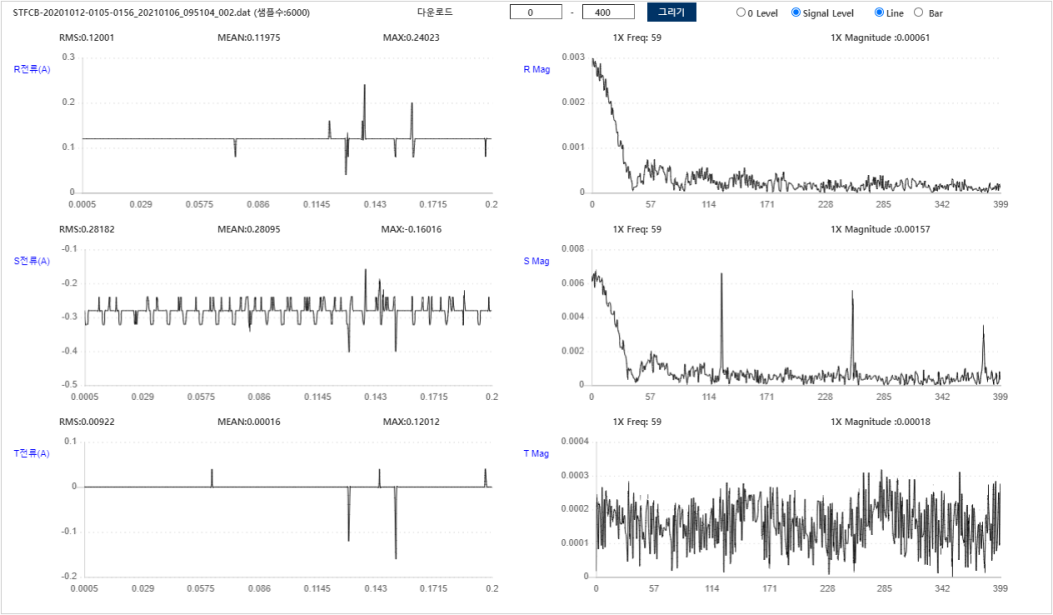 STFCB-20201012-0105-0156_20210106_095104_002.dat (샘플수:6000) 다운로드 0 - 400 그리기 0 Level Signal Level Line Bar
RMS:0.12001 MEAN:0.11975 MAX:0.24023 1X Freq: 59 1X Magnitude :0.00061
R전류(A)
0.3
0.2
0.1
0
0.0005 0.029 0.0575 0.086 0.1145 0.143 0.1715 0.2
R Mag
0.003
0.002
0.001
0
0 57 114 171 228 285 342 399
RMS:0.28182 MEAN:0.28095 MAX:-0.16016 1X Freq: 59 1X Magnitude :0.00157
S전류(A)
-0.1
-0.2
-0.3
-0.4
-0.5
0.0005 0.029 0.0575 0.086 0.1145 0.143 0.1715 0.2
S Mag
0.008
0.006
0.004
0.002
0
0 57 114 171 228 285 342 399
RMS:0.00922 MEAN:0.00016 MAX:0.12012 1X Freq: 59 1X Magnitude :0.00018
T전류(A)
0.1
0
-0.1
-0.2
0.0005 0.029 0.0575 0.086 0.1145 0.143 0.1715 0.2
T Mag
0.0004
0.0003
0.0002
0.0001
0
0 57 114 171 228 285 342 399